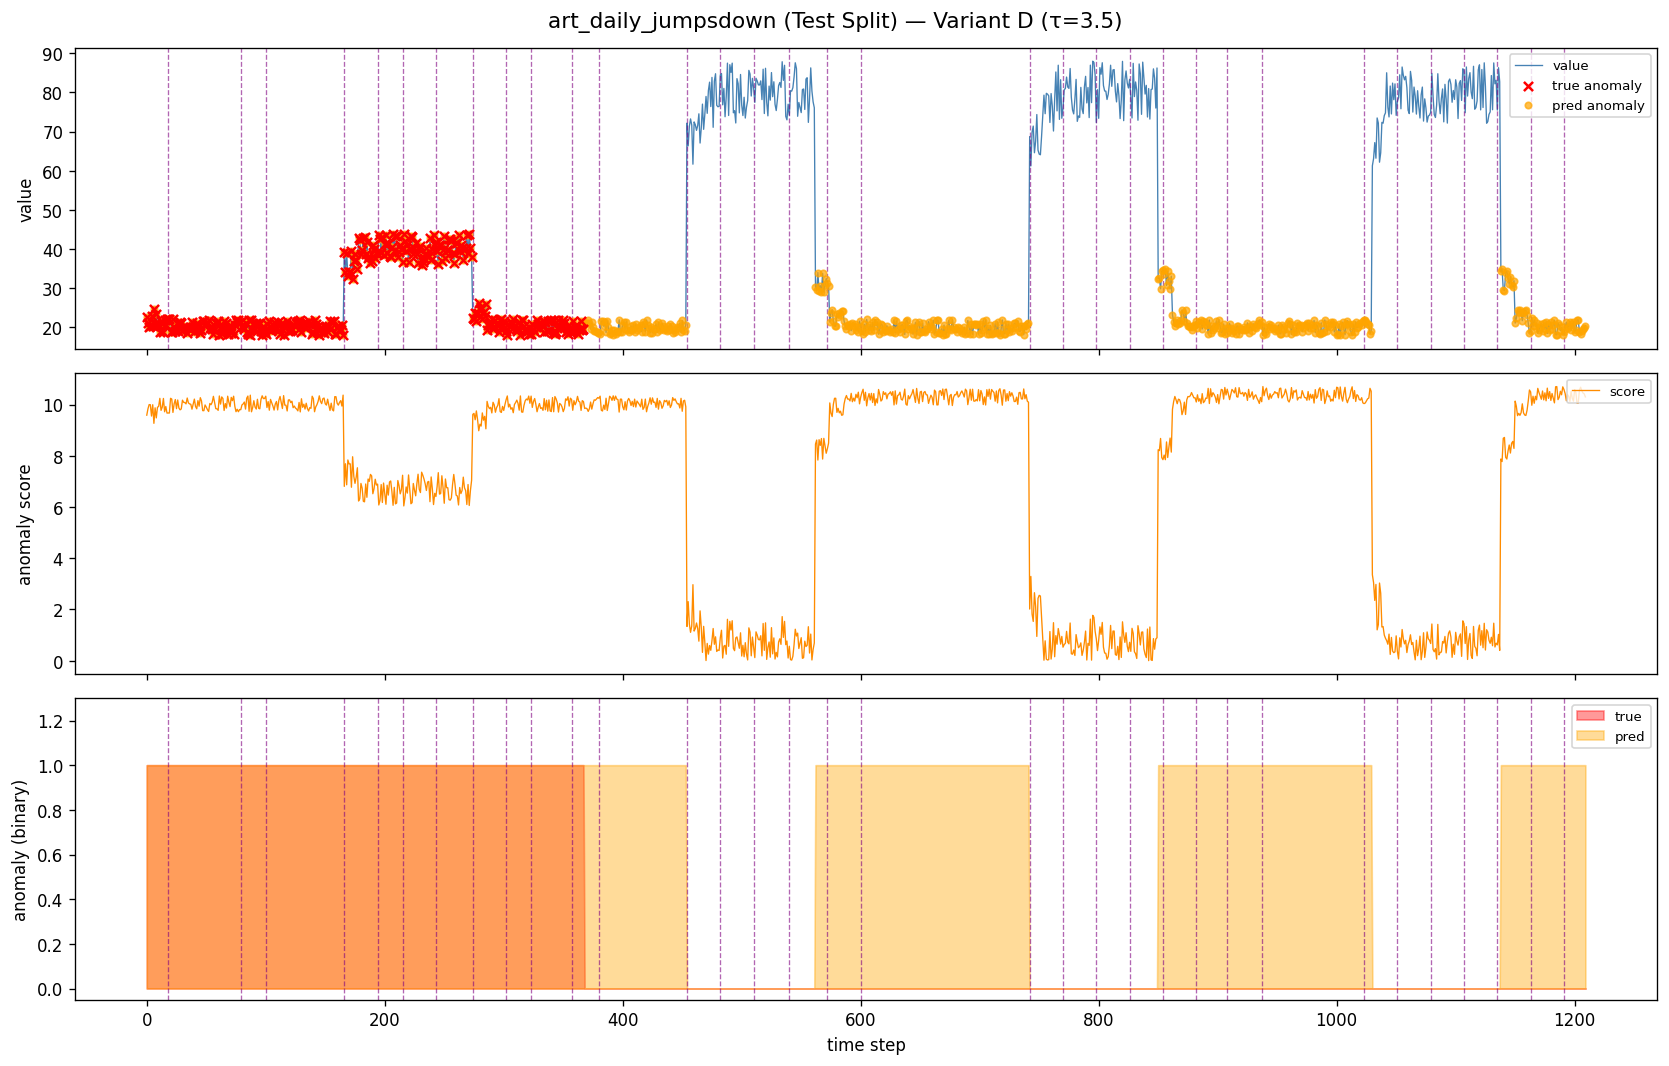 art_daily_jumpsdown (Test Split) — Variant D (τ=3.5)
90
80
70
60
50
40
30
20
value
value
true anomaly
pred anomaly
10
8
6
4
2
0
anomaly score
score
1.2
1.0
0.8
0.6
0.4
0.2
0.0
anomaly (binary)
true
pred
0 200 400 600 800 1000 1200
time step